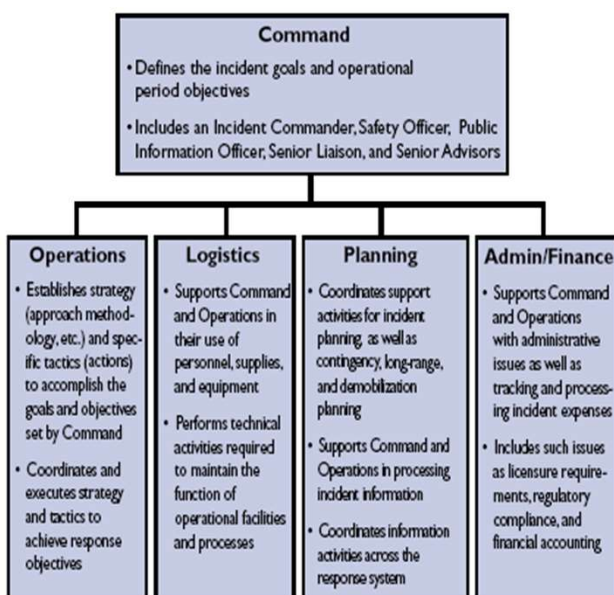 Command
• Defines the incident goals and operational
period objectives
• Includes an Incident Commander, Safety Officer, Public
Information Officer, Senior Liaison, and Senior Advisors
Operations
• Establishes strategy
(approach method-
ology, etc.) and spe-
cific tactics (actions)
to accomplish the
goals and objectives
set by Command
• Coordinates and
executes strategy
and tactics to
achieve response
objectives
Logistics
• Supports Command
and Operations in
their use of
personnel, supplies,
and equipment
• Performs technical
activities required
to maintain the
function of
operational facilities
and processes
Planning
• Coordinates support
activities for incident
planning, as well as
contingency, long-range,
and demobilization
planning
• Supports Command and
Operations in processing
incident information
• Coordinates information
activities across the
response system
Admin/Finance
• Supports Command
and Operations
with administrative
issues as well as
tracking and process-
ing incident expenses
• Includes such issues
as licensure require-
ments, regulatory
compliance, and
financial accounting